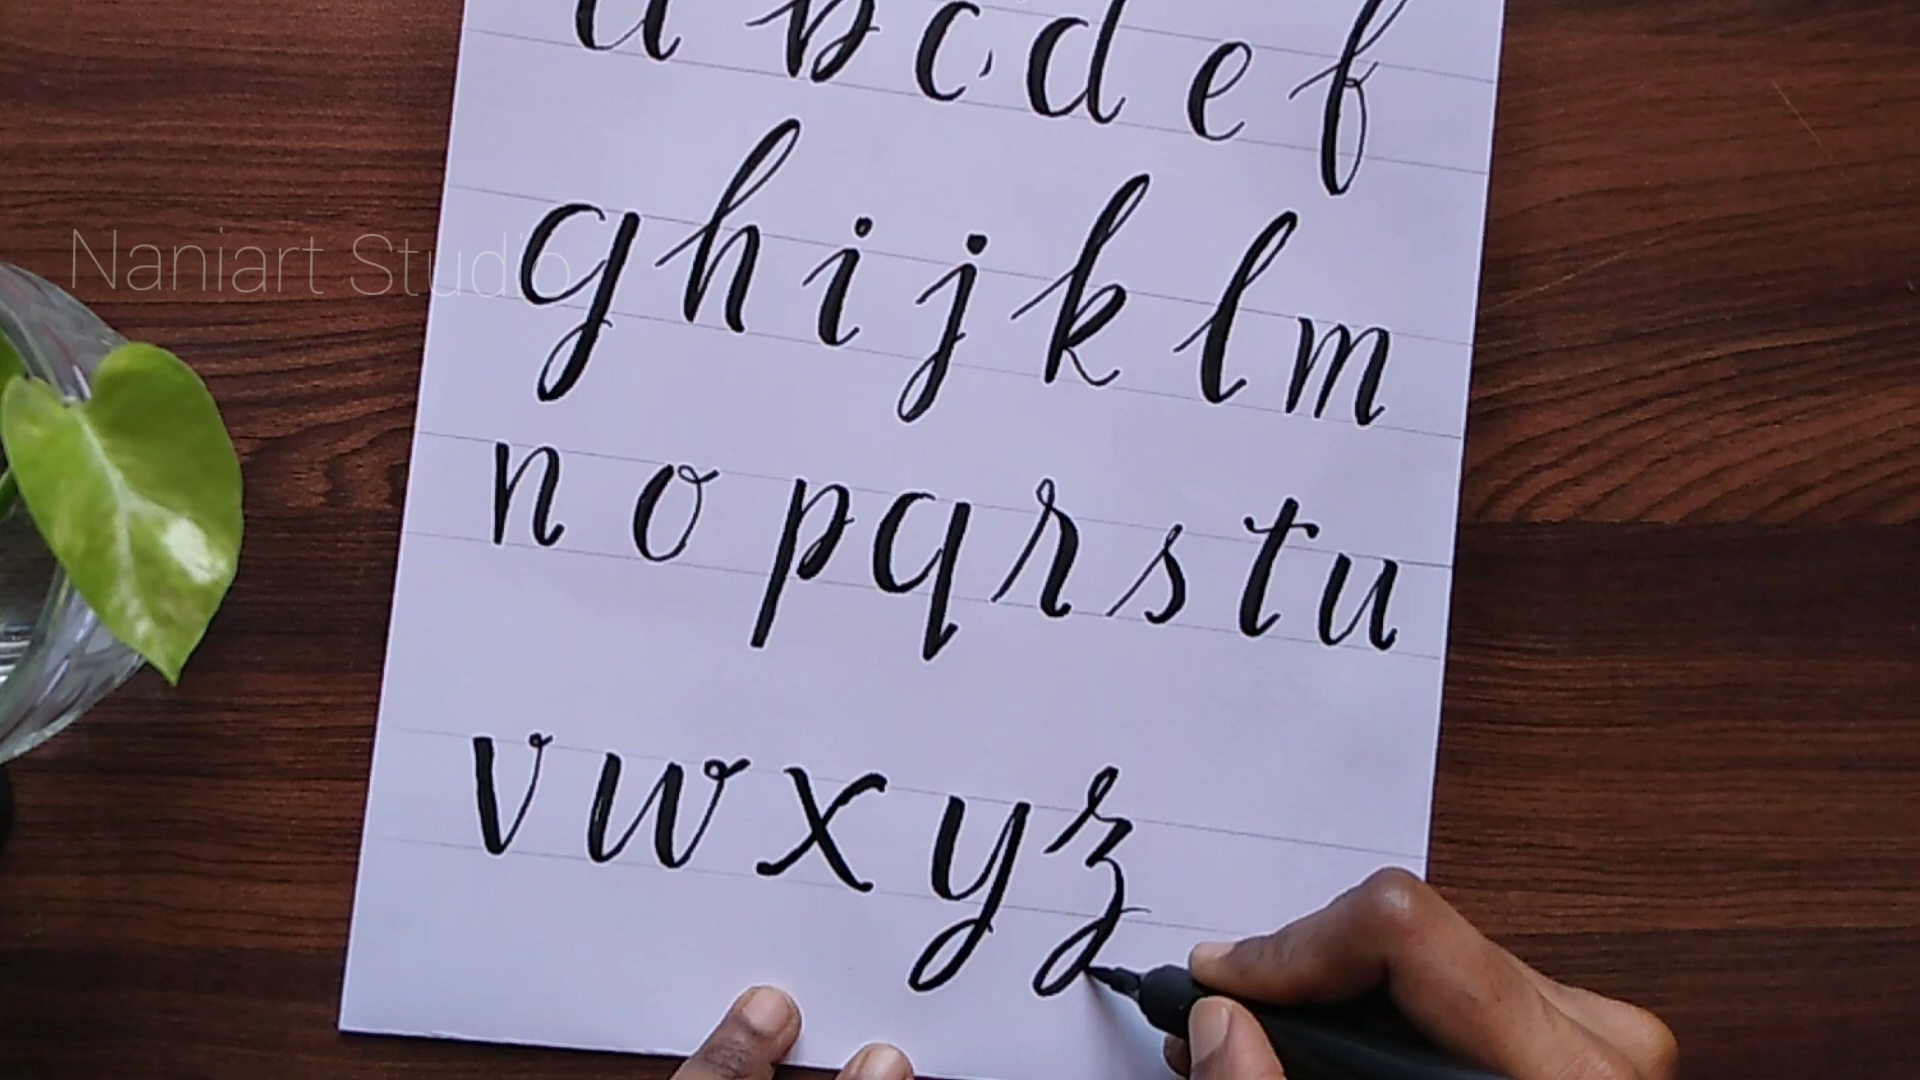 a b c d e f
g h i j k l m
Naniart Studio
n o p q r s t u
v w x y z